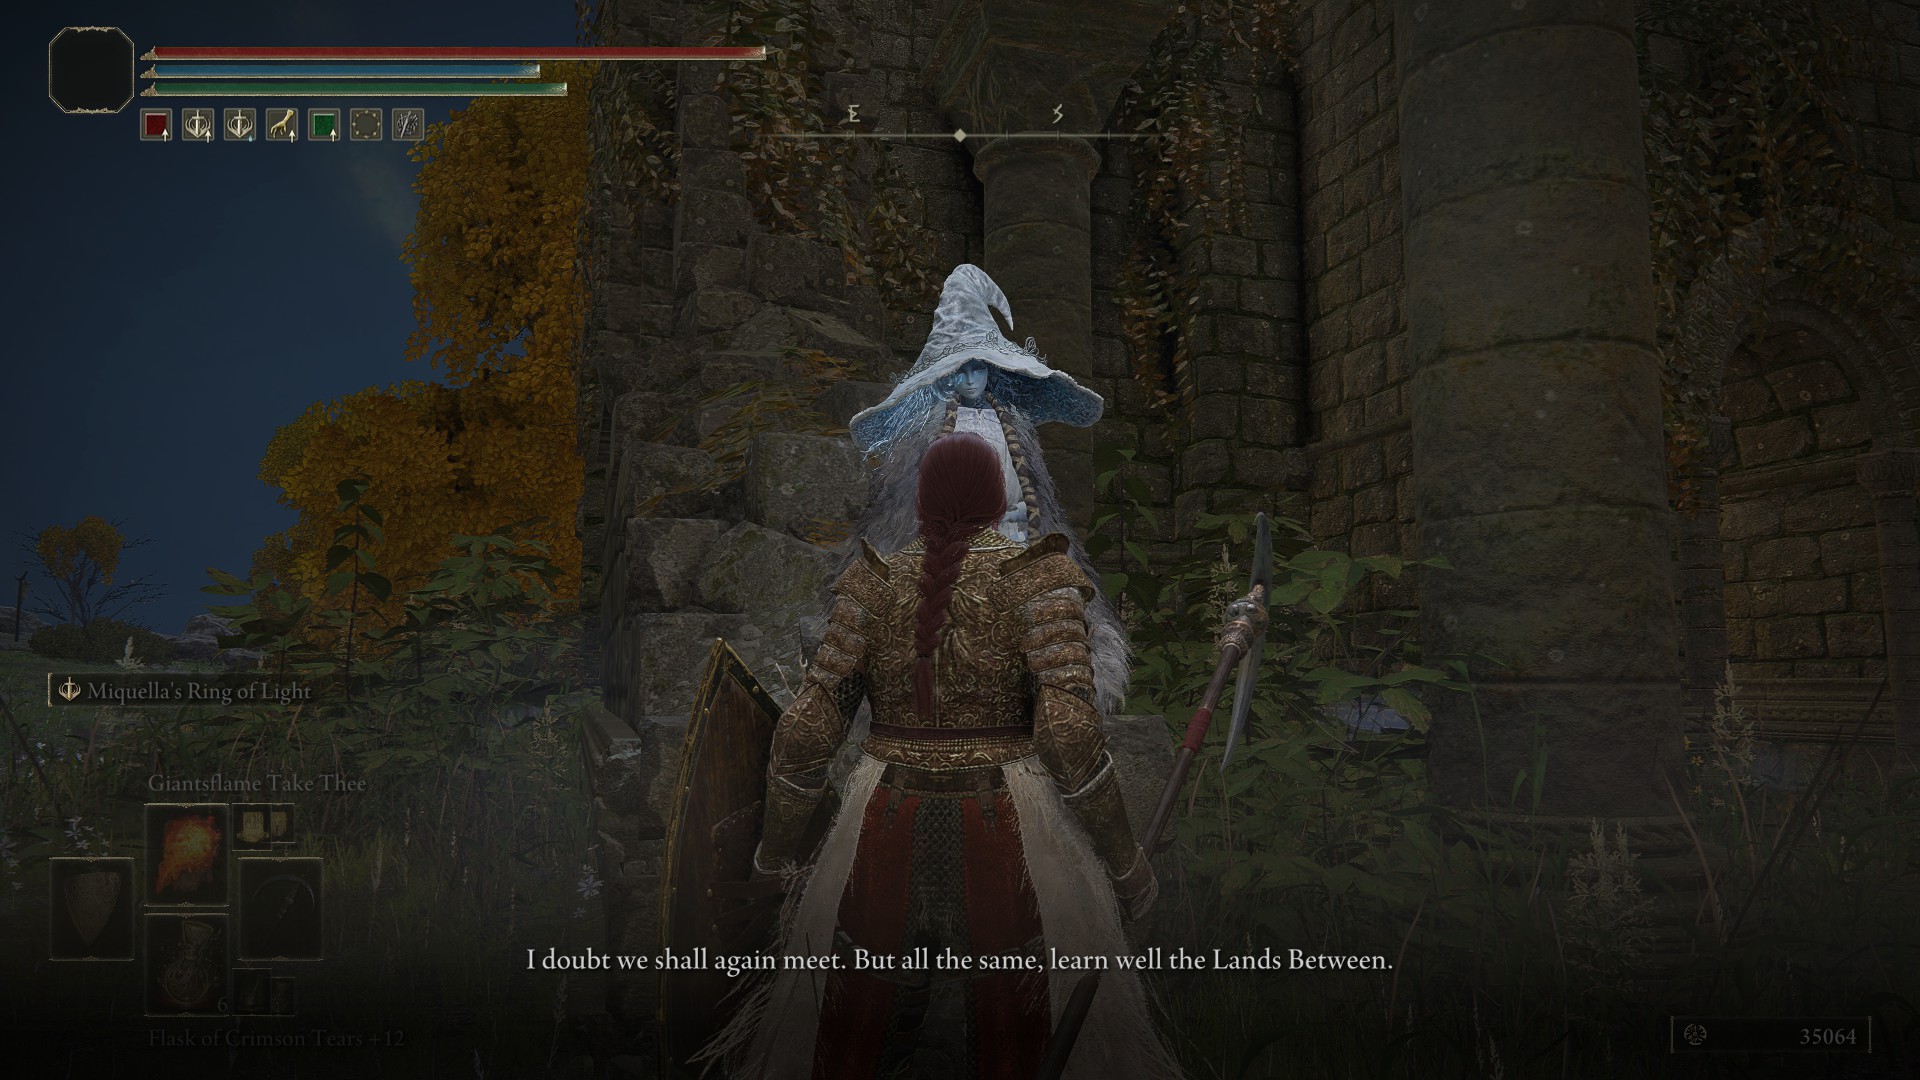 E S
Miquella's Ring of Light
Giantsflame Take Thee
6
I doubt we shall again meet. But all the same, learn well the Lands Between.
Flask of Crimson Tears +12
35064